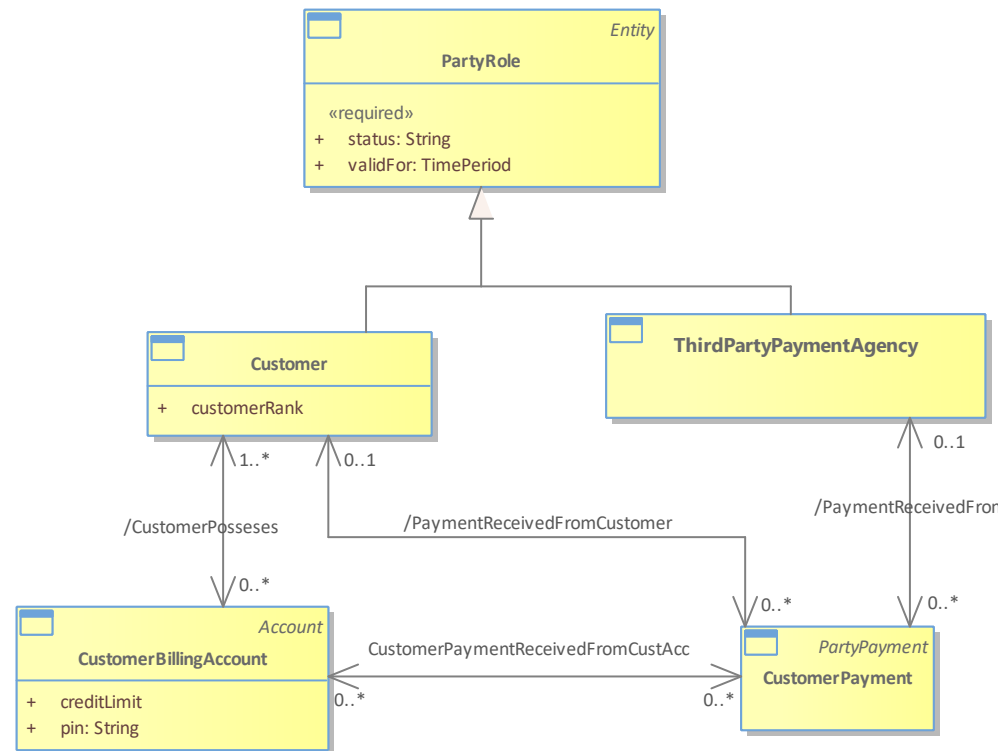 Entity
PartyRole
«required»
+ status: String
+ validFor: TimePeriod
Customer
+ customerRank
ThirdPartyPaymentAgency
1..*
0..1
0..1
/CustomerPosseses
/PaymentReceivedFromCustomer
/PaymentReceivedFrom
0..*
0..*
0..*
Account
CustomerBillingAccount
+ creditLimit
+ pin: String
CustomerPaymentReceivedFromCustAcc
0..*
0..*
PartyPayment
CustomerPayment